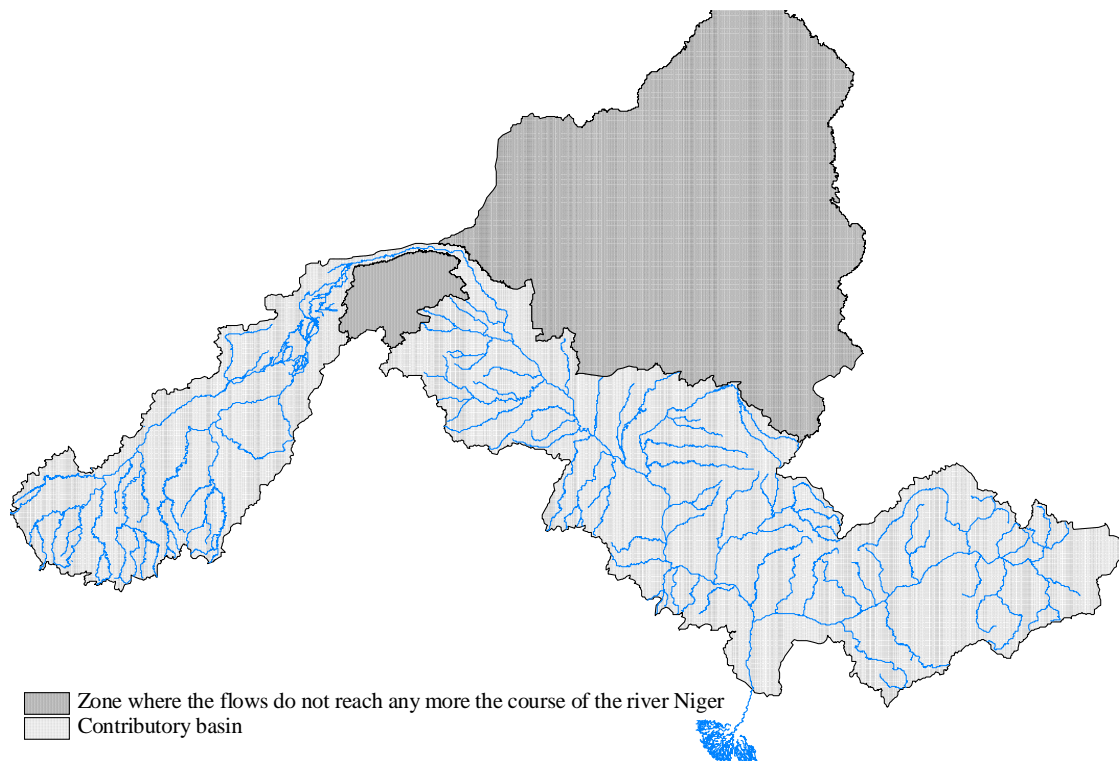 Zone where the flows do not reach any more the course of the river Niger
Contributory basin